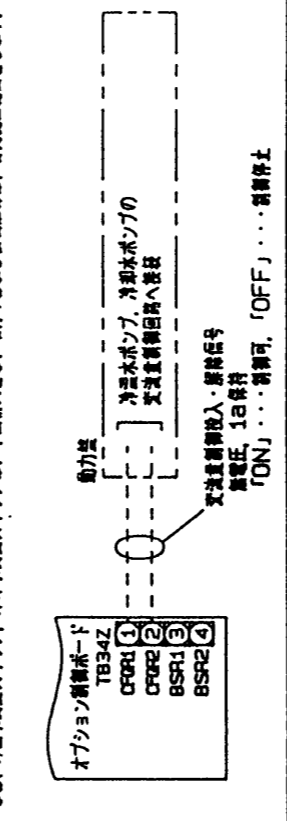 オプション制御ボード
TB34Z
CFQR1 ①
CFQR2 ②
BSR1 ③
BSR2 ④
動力盤
冷温水ポンプ, 冷却水ポンプの
変流量制御回路へ接続
変流量制御投入・解除信号
無電圧, 1a保持
「ON」・・・制御可, 「OFF」・・・制御停止